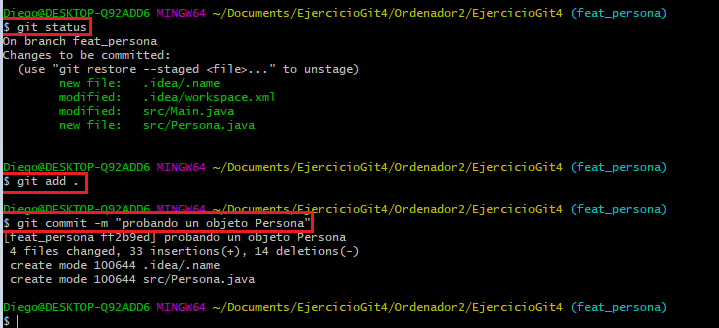 Diego@DESKTOP-Q92ADD6 MINGW64 ~/Documents/EjercicioGit4/Ordenador2/EjercicioGit4 (feat_persona)
$ git status
On branch feat_persona
Changes to be committed:
  (use "git restore --staged <file>..." to unstage)
        new file:   .idea/.name
        modified:   .idea/workspace.xml
        modified:   src/Main.java
        new file:   src/Persona.java
Diego@DESKTOP-Q92ADD6 MINGW64 ~/Documents/EjercicioGit4/Ordenador2/EjercicioGit4 (feat_persona)
$ git add .
Diego@DESKTOP-Q92ADD6 MINGW64 ~/Documents/EjercicioGit4/Ordenador2/EjercicioGit4 (feat_persona)
$ git commit -m "probando un objeto Persona"
[feat_persona ff2b9ed] probando un objeto Persona
 4 files changed, 33 insertions(+), 14 deletions(-)
 create mode 100644 .idea/.name
 create mode 100644 src/Persona.java
Diego@DESKTOP-Q92ADD6 MINGW64 ~/Documents/EjercicioGit4/Ordenador2/EjercicioGit4 (feat_persona)
$